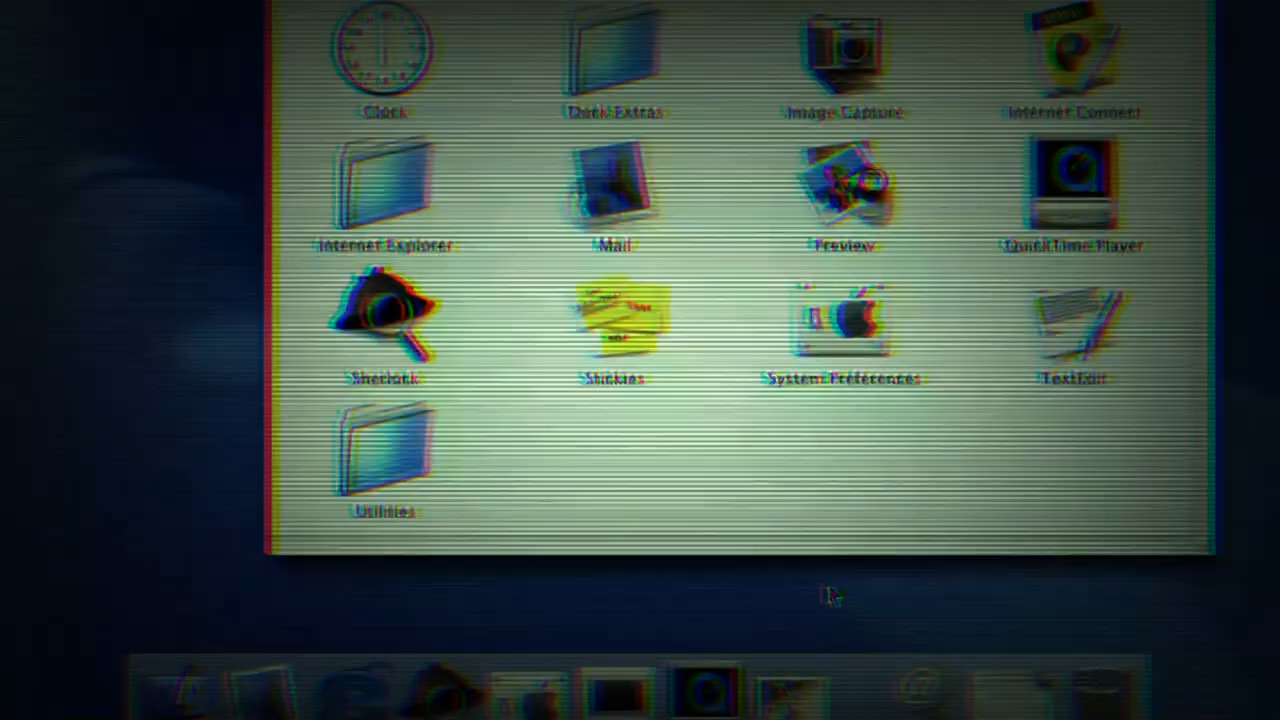 Clock Dock Extras Image Capture Internet Connect
Internet Explorer Mail Preview QuickTime Player
Sherlock Stickies System Preferences TextEdit
Utilities